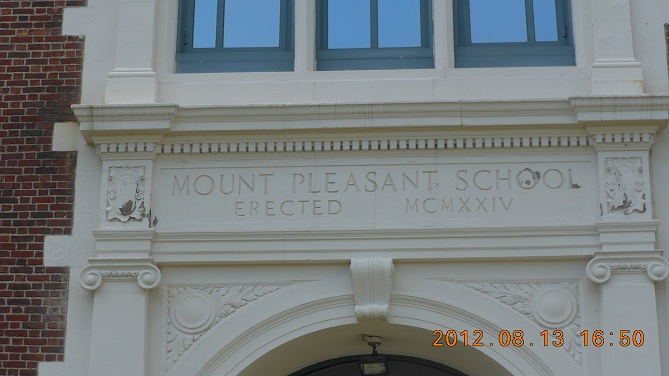 MOUNT PLEASANT SCHOOL
ERECTED MCMXXIV
2012.08.13 16:50